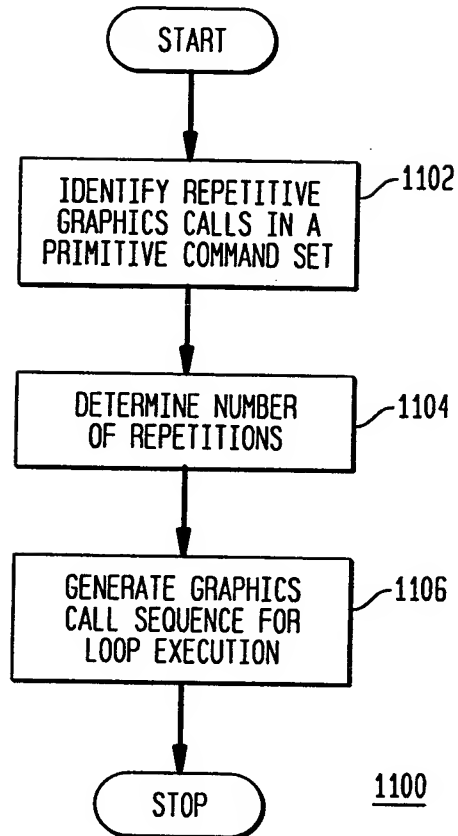 START
IDENTIFY REPETITIVE
GRAPHICS CALLS IN A
PRIMITIVE COMMAND SET
1102
DETERMINE NUMBER
OF REPETITIONS
1104
GENERATE GRAPHICS
CALL SEQUENCE FOR
LOOP EXECUTION
1106
STOP
1100